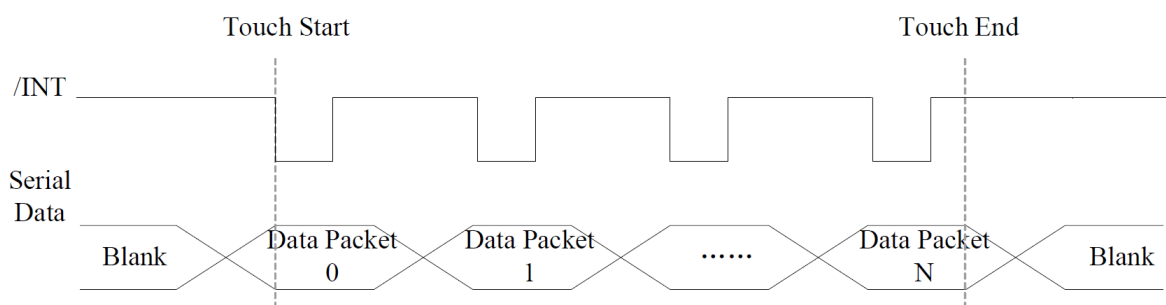 Touch Start
Touch End
/INT
Serial
Data
Blank
Data Packet
0
Data Packet
1
......
Data Packet
N
Blank